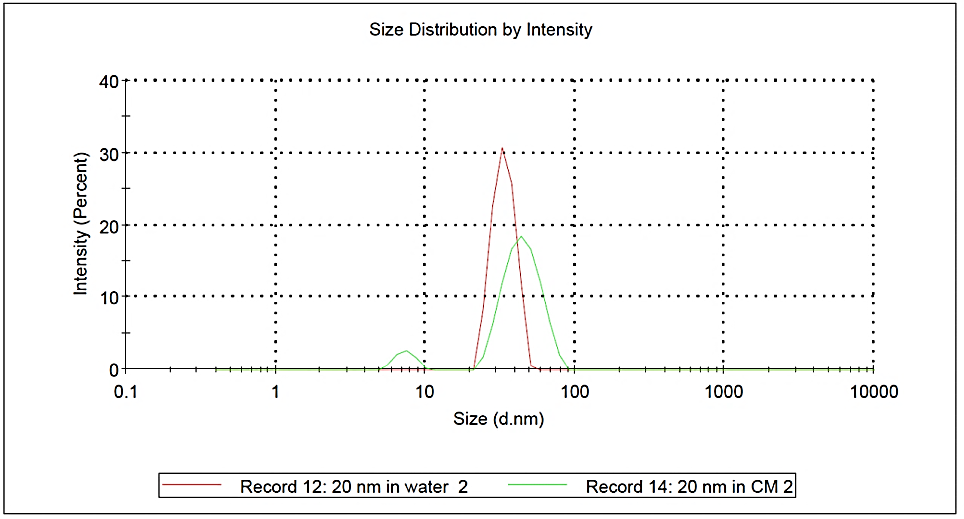 Size Distribution by Intensity
40
30
20
10
0
Intensity (Percent)
0.1 1 10 100 1000 10000
Size (d.nm)
Record 12: 20 nm in water 2 Record 14: 20 nm in CM 2